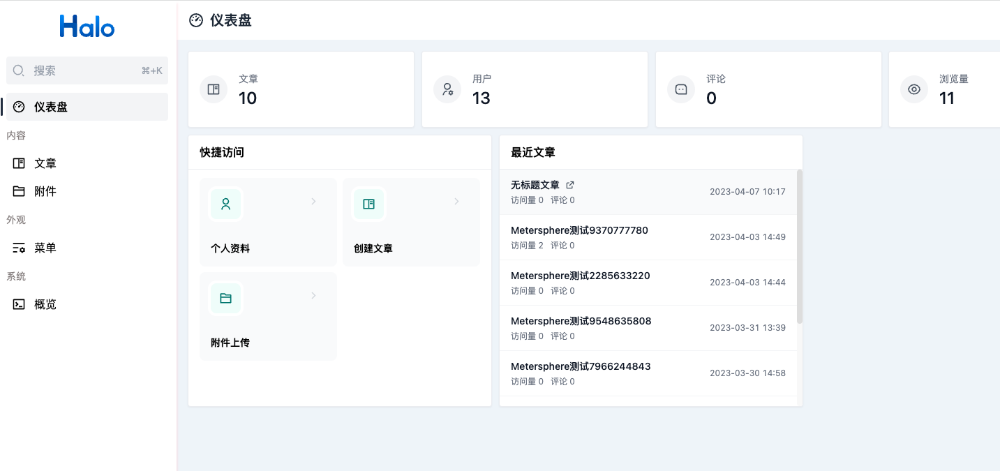 Halo
搜索 ⌘+K
仪表盘
内容
文章
附件
外观
菜单
系统
概览
仪表盘
文章
10
用户
13
评论
0
浏览量
11
快捷访问
个人资料
创建文章
附件上传
最近文章
无标题文章
访问量 0 评论 0
2023-04-07 10:17
Metersphere测试9370777780
访问量 2 评论 0
2023-04-03 14:49
Metersphere测试2285633220
访问量 0 评论 0
2023-04-03 14:44
Metersphere测试9548635808
访问量 0 评论 0
2023-03-31 13:39
Metersphere测试7966244843
访问量 0 评论 0
2023-03-30 14:58